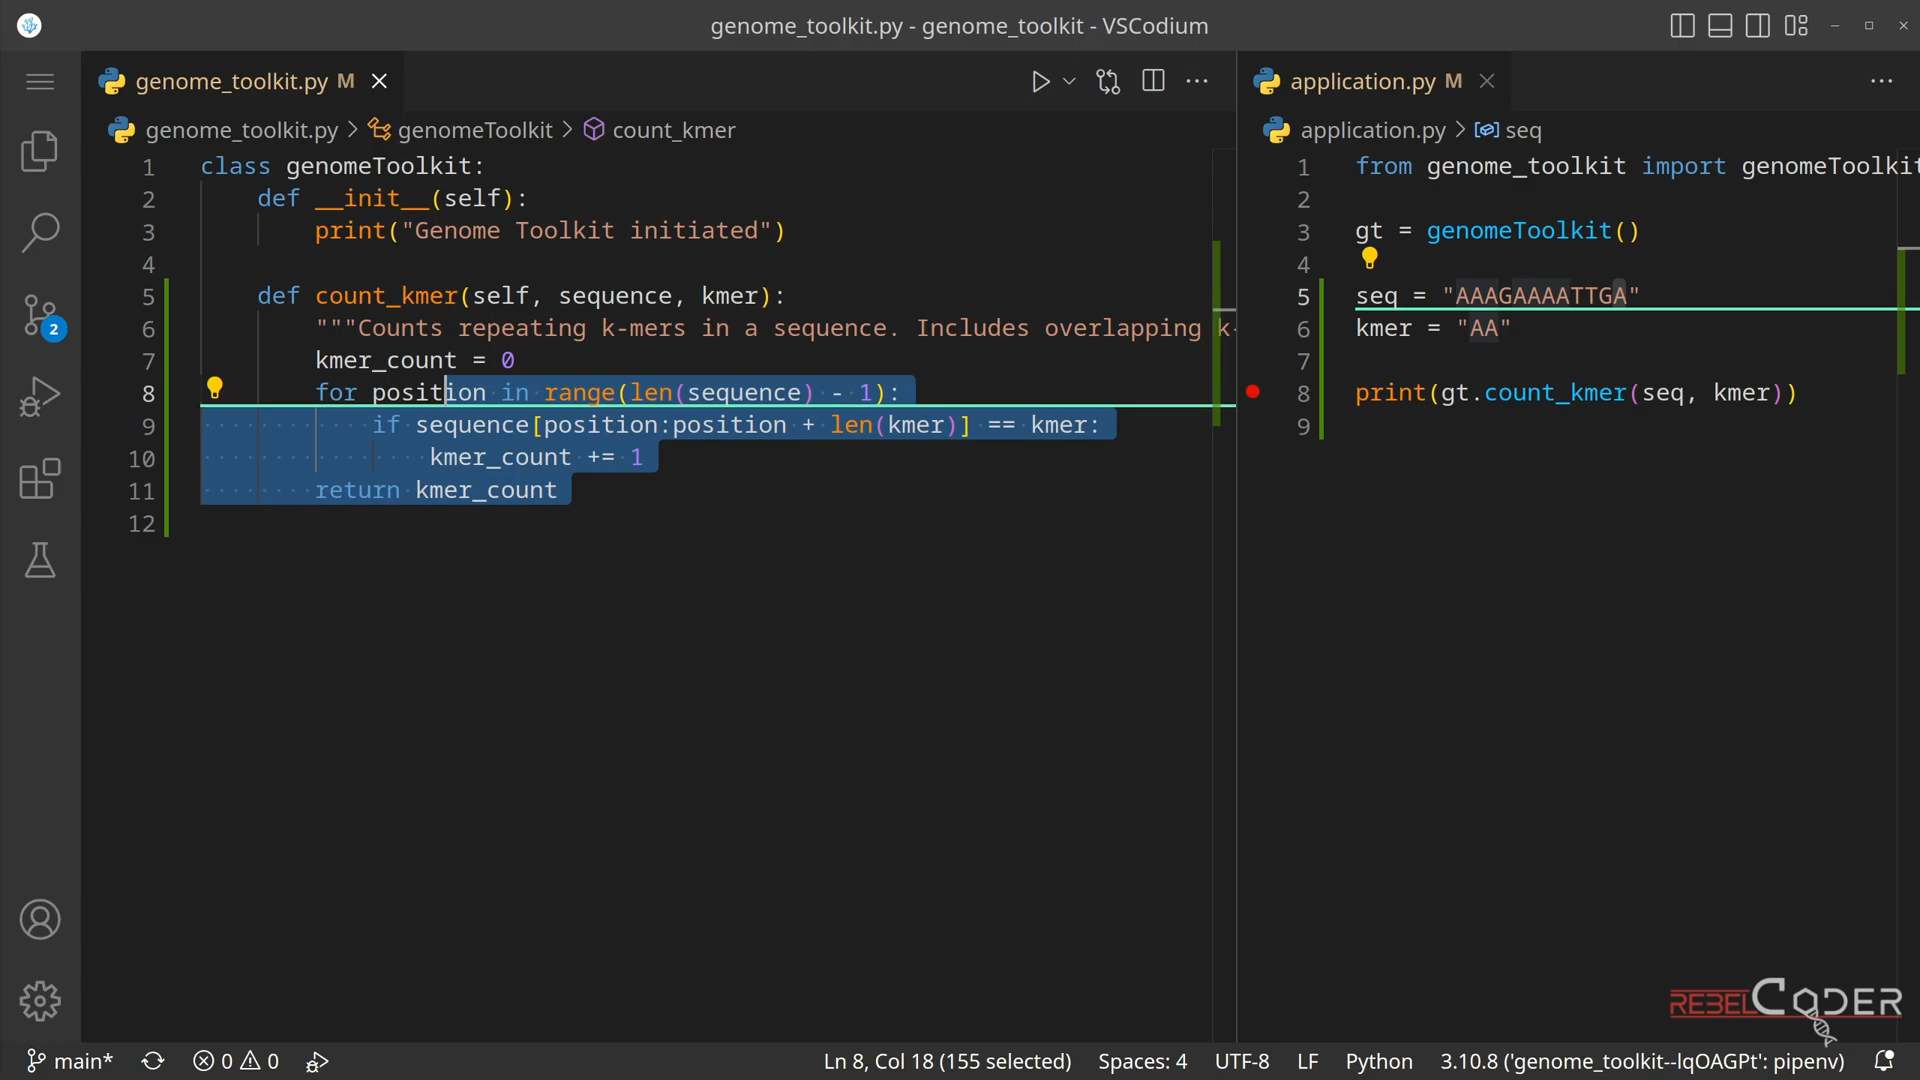 genome_toolkit.py - genome_toolkit - VSCodium
genome_toolkit.py M
genome_toolkit.py > genomeToolkit > count_kmer
1 class genomeToolkit:
2     def __init__(self):
3         print("Genome Toolkit initiated")
4
5     def count_kmer(self, sequence, kmer):
6         """Counts repeating k-mers in a sequence. Includes overlapping k-
7         kmer_count = 0
8         for position in range(len(sequence) - 1):
9             if sequence[position:position + len(kmer)] == kmer:
10                kmer_count += 1
11        return kmer_count
12
application.py M
application.py > seq
1 from genome_toolkit import genomeToolkit
2
3 gt = genomeToolkit()
4
5 seq = "AAAGAAAATTGA"
6 kmer = "AA"
7
8 print(gt.count_kmer(seq, kmer))
9
2
REBELCODER
main* 0 0 Ln 8, Col 18 (155 selected) Spaces: 4 UTF-8 LF Python 3.10.8 ('genome_toolkit--lqOAGPt': pipenv)